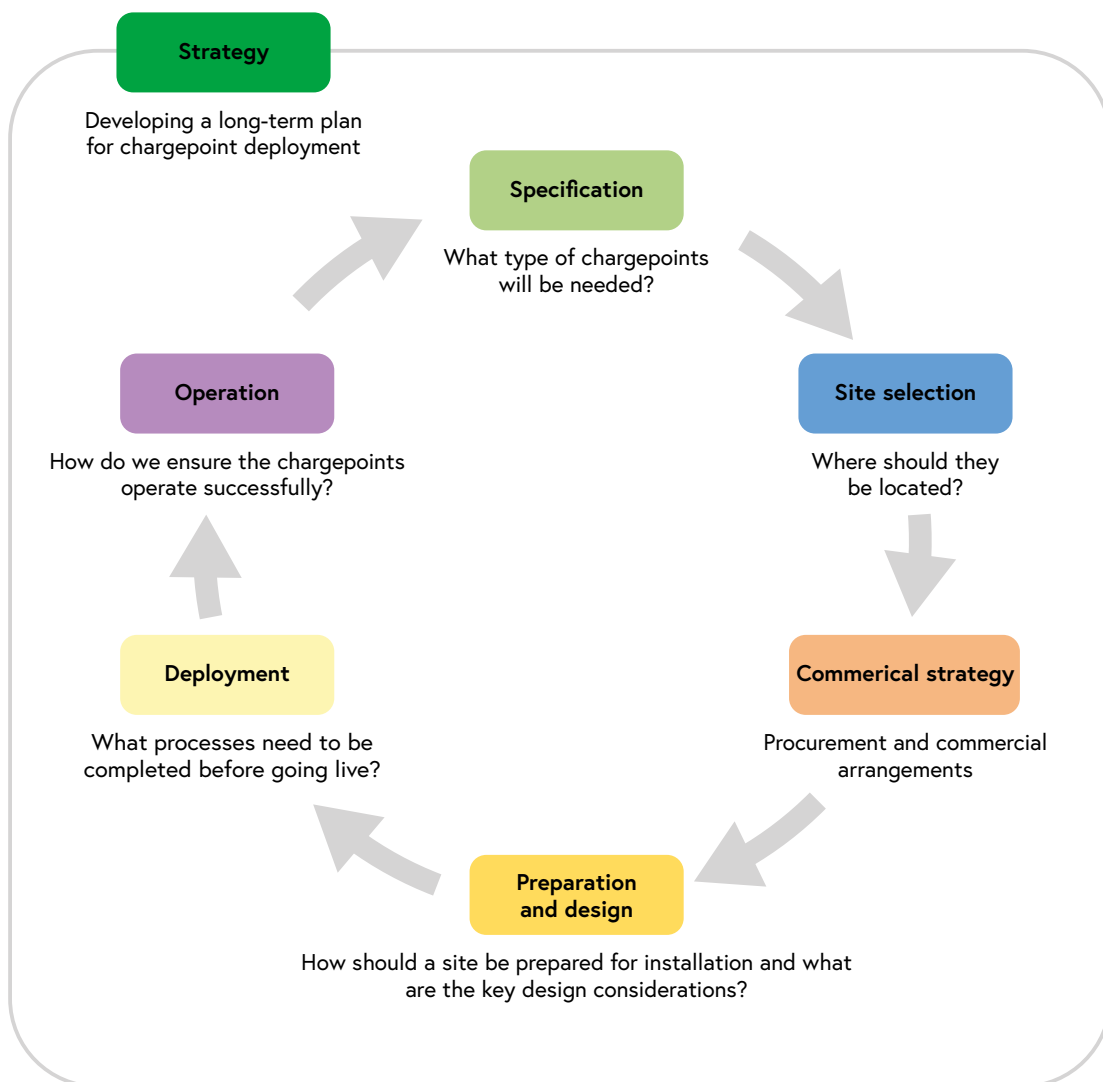 Strategy
Developing a long-term plan
for chargepoint deployment
Specification
What type of chargepoints
will be needed?
Site selection
Where should they
be located?
Commerical strategy
Procurement and commercial
arrangements
Preparation
and design
How should a site be prepared for installation and what
are the key design considerations?
Deployment
What processes need to be
completed before going live?
Operation
How do we ensure the chargepoints
operate successfully?